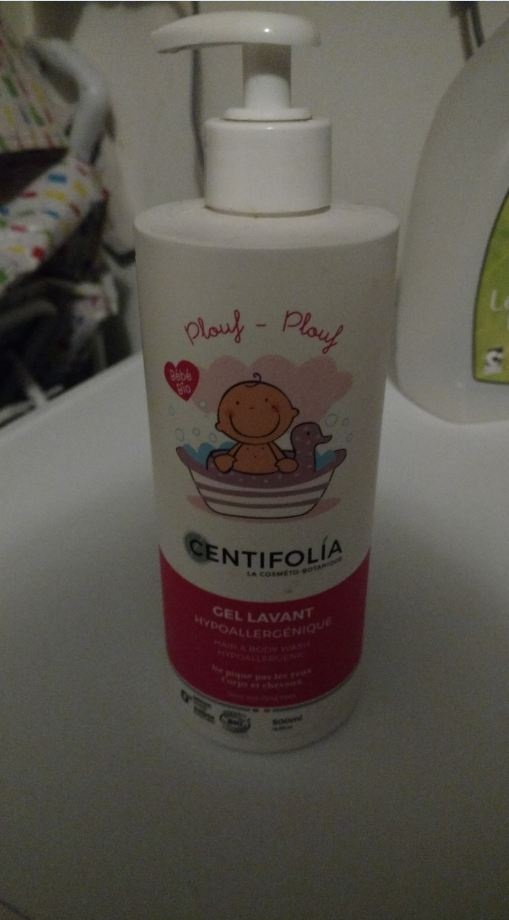 Plouf - Plouf
Bébé
Bio
CENTIFOLIA
LA COSMÉTO-BOTANIQUE
GEL LAVANT
HYPOALLERGÉNIQUE
HAIR & BODY WASH
HYPOALLERGENIC
Ne pique pas les yeux
Corps et cheveux
BIO
500ml